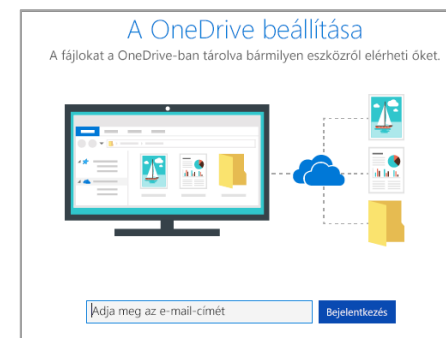 A OneDrive beállítása
A fájlokat a OneDrive-ban tárolva bármilyen eszközről elérheti őket.
Adja meg az e-mail-címét
Bejelentkezés